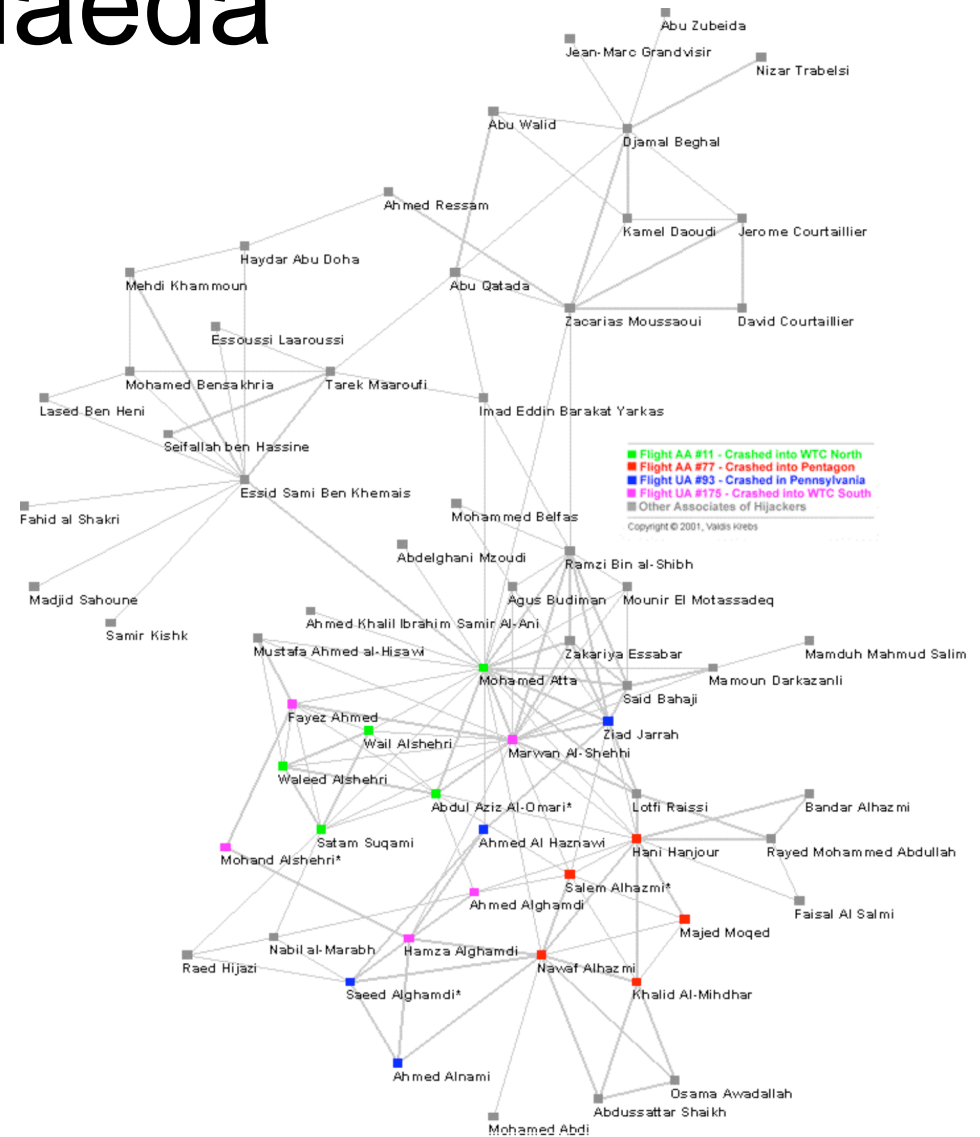 aeda
Abu Zubeida
Jean-Marc Grandvisir
Nizar Trabelsi
Abu Walid
Djamal Beghal
Ahmed Ressam
Kamel Daoudi
Jerome Courtaillier
Haydar Abu Doha
Mehdi Khammoun
Abu Qatada
Zacarias Moussaoui
David Courtaillier
Essoussi Laaroussi
Mohamed Bensakhria
Tarek Maaroufi
Lased Ben Heni
Imad Eddin Barakat Yarkas
Seifallah ben Hassine
Flight AA #11 - Crashed into WTC North
Flight AA #77 - Crashed into Pentagon
Flight UA #93 - Crashed in Pennsylvania
Flight UA #175 - Crashed into WTC South
Other Associates of Hijackers
Copyright © 2001, Valdis Krebs
Essid Sami Ben Khemais
Fahid al Shakri
Mohammed Belfas
Abdelghani Mzoudi
Ramzi Bin al-Shibh
Madjid Sahoune
Agus Budiman
Mounir El Motassadeq
Samir Kishk
Ahmed Khalil Ibrahim Samir Al-Ani
Mustafa Ahmed al-Hisawi
Zakariya Essabar
Mamduh Mahmud Salim
Mohamed Atta
Mamoun Darkazanli
Said Bahaji
Fayez Ahmed
Ziad Jarrah
Wail Alshehri
Marwan Al-Shehhi
Waleed Alshehri
Abdul Aziz Al-Omari*
Lotfi Raissi
Bandar Alhazmi
Satam Suqami
Ahmed Al Haznawi
Hani Hanjour
Rayed Mohammed Abdullah
Mohand Alshehri*
Salem Alhazmi*
Ahmed Alghamdi
Faisal Al Salmi
Majed Moqed
Nabil al-Marabh
Hamza Alghamdi
Raed Hijazi
Nawaf Alhazmi
Saeed Alghamdi*
Khalid Al-Mihdhar
Ahmed Alnami
Osama Awadallah
Abdussattar Shaikh
Mohamed Abdi